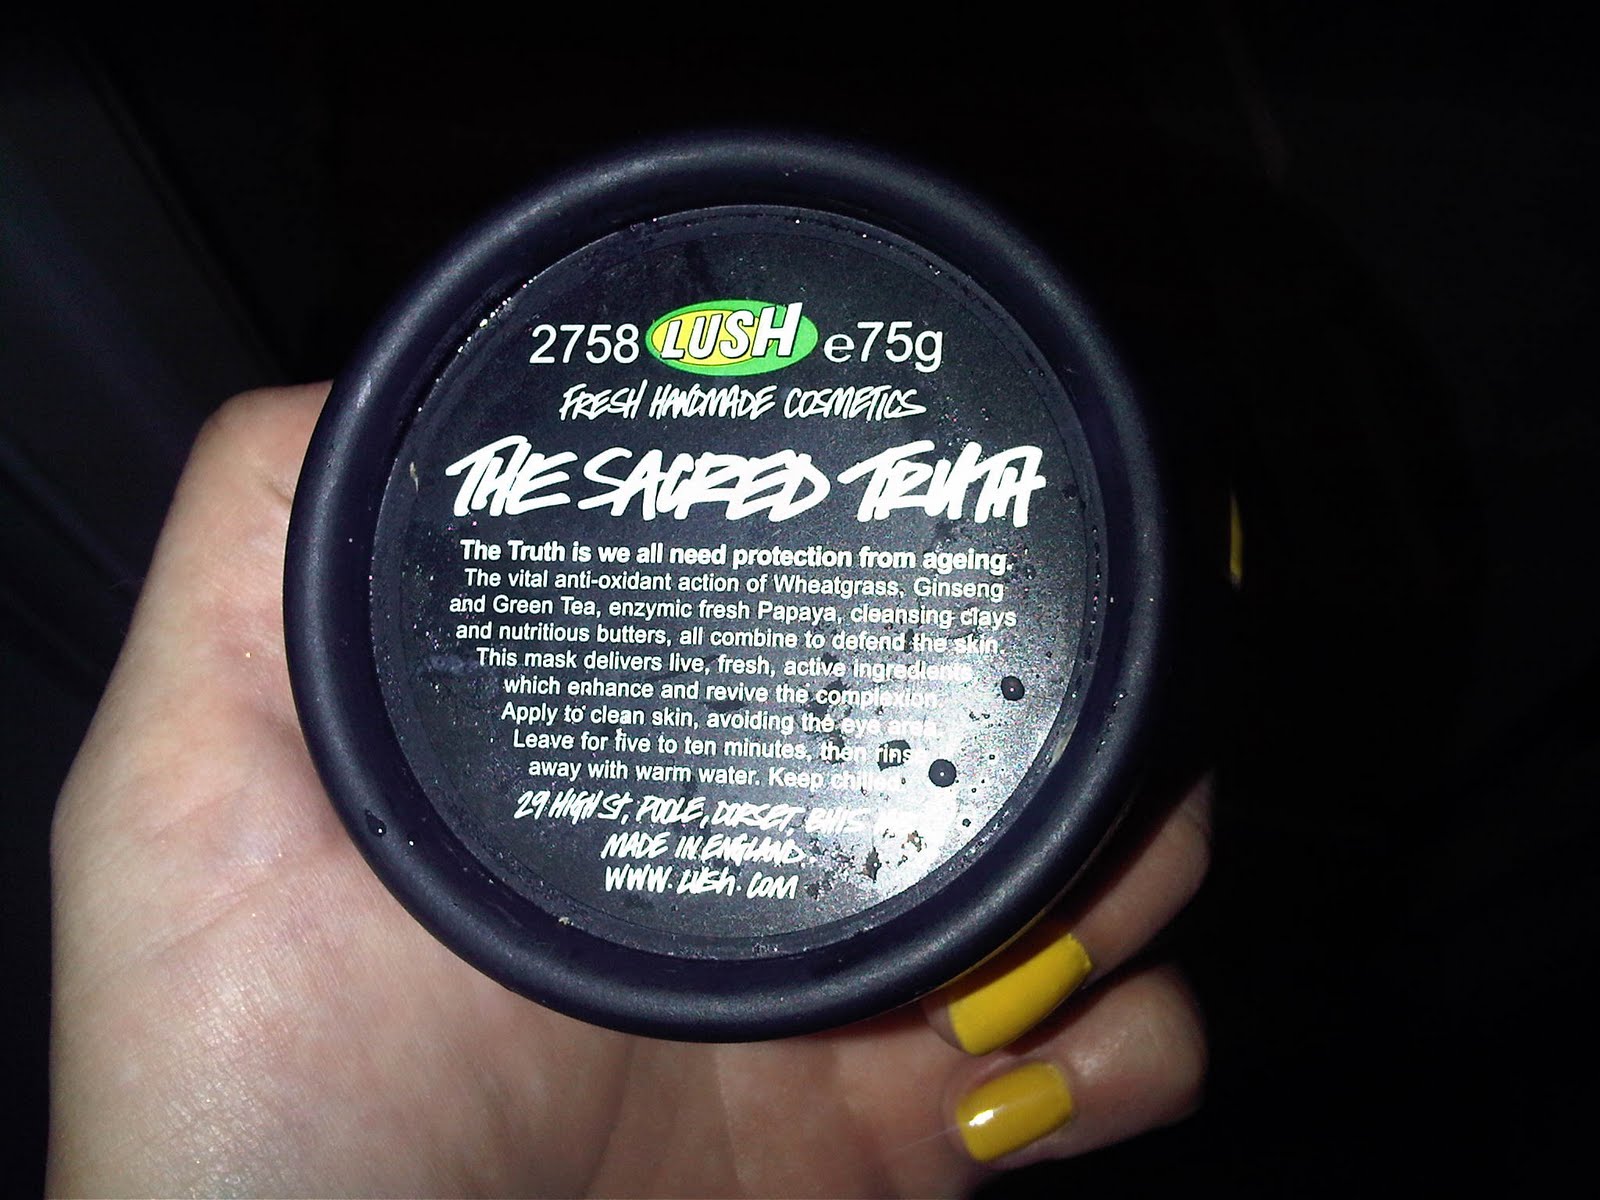 2758 LUSH e75g
FRESH HANDMADE COSMETICS
THE SACRED TRUTH
The Truth is we all need protection from ageing.
The vital anti-oxidant action of Wheatgrass, Ginseng
and Green Tea, enzymic fresh Papaya, cleansing clays
and nutritious butters, all combine to defend the skin.
This mask delivers live, fresh, active ingredients
which enhance and revive the complexion.
Apply to clean skin, avoiding the eye area.
Leave for five to ten minutes, then rinse
away with warm water. Keep chilled.
29 HIGH St, POOLE, DORSET, BH15
MADE IN ENGLAND.
WWW.LUSH.COM